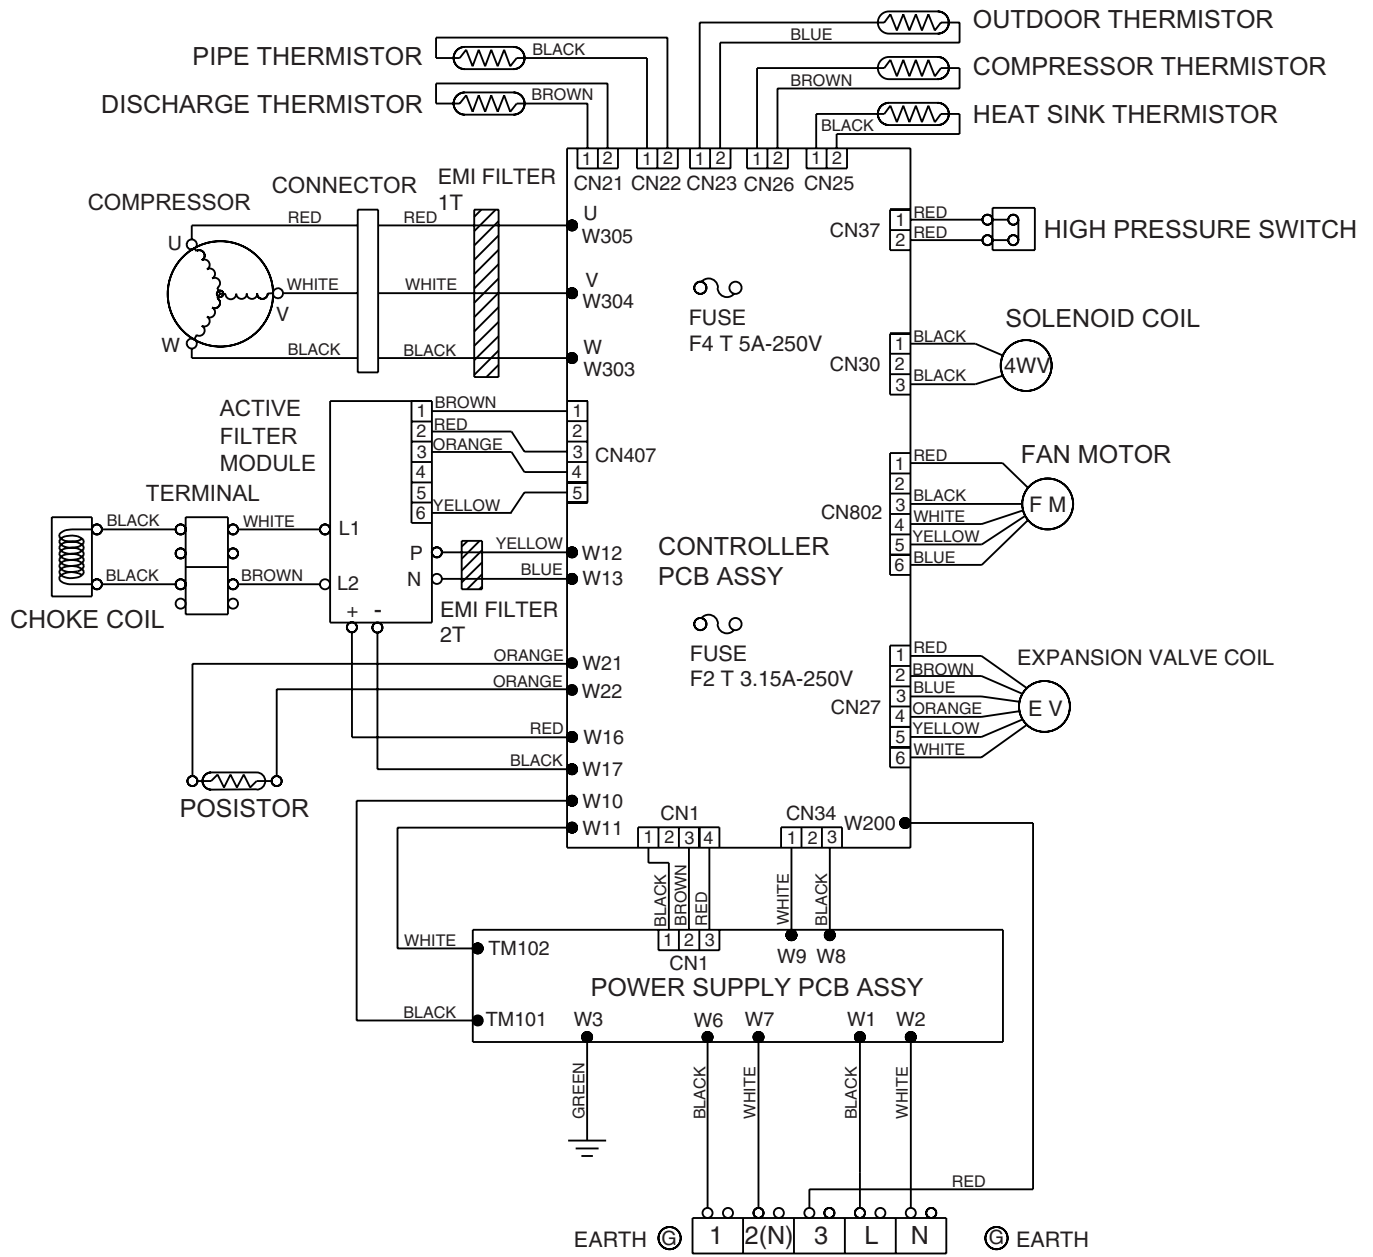 OUTDOOR THERMISTOR
BLUE
PIPE THERMISTOR
BLACK
COMPRESSOR THERMISTOR
BROWN
DISCHARGE THERMISTOR
BROWN
HEAT SINK THERMISTOR
BLACK
1 2 1 2 1 2 1 2 1 2
CN21 CN22 CN23 CN26 CN25
COMPRESSOR
CONNECTOR
EMI FILTER
1T
RED RED
U
U
W305
WHITE WHITE
V
V
W304
BLACK BLACK
W
W
W303
CN37
1 RED
2 RED
HIGH PRESSURE SWITCH
FUSE
F4 T 5A-250V
SOLENOID COIL
CN30
1 BLACK
2
3 BLACK
4WV
ACTIVE
FILTER
MODULE
1 BROWN 1
2 RED 2
3 ORANGE 3
4 4
5 5
6 YELLOW
CN407
FAN MOTOR
CN802
1 RED
2
3 BLACK
4 WHITE
5 YELLOW
6 BLUE
F M
TERMINAL
BLACK WHITE L1
BLACK BROWN L2
CHOKE COIL
P YELLOW W12
N BLUE W13
+ -
EMI FILTER
2T
CONTROLLER
PCB ASSY
FUSE
F2 T 3.15A-250V
ORANGE W21
ORANGE W22
RED W16
BLACK W17
POSISTOR
W10
W11
EXPANSION VALVE COIL
CN27
1 RED
2 BROWN
3 BLUE
4 ORANGE
5 YELLOW
6 WHITE
E V
CN1 CN34 W200
1 2 3 4 1 2 3
BLACK
BROWN
RED
WHITE
BLACK
WHITE TM102
1 2 3
CN1
W9 W8
POWER SUPPLY PCB ASSY
BLACK TM101
W3 W6 W7 W1 W2
GREEN
BLACK
WHITE
BLACK
WHITE
RED
EARTH G 1 2(N) 3 L N G EARTH